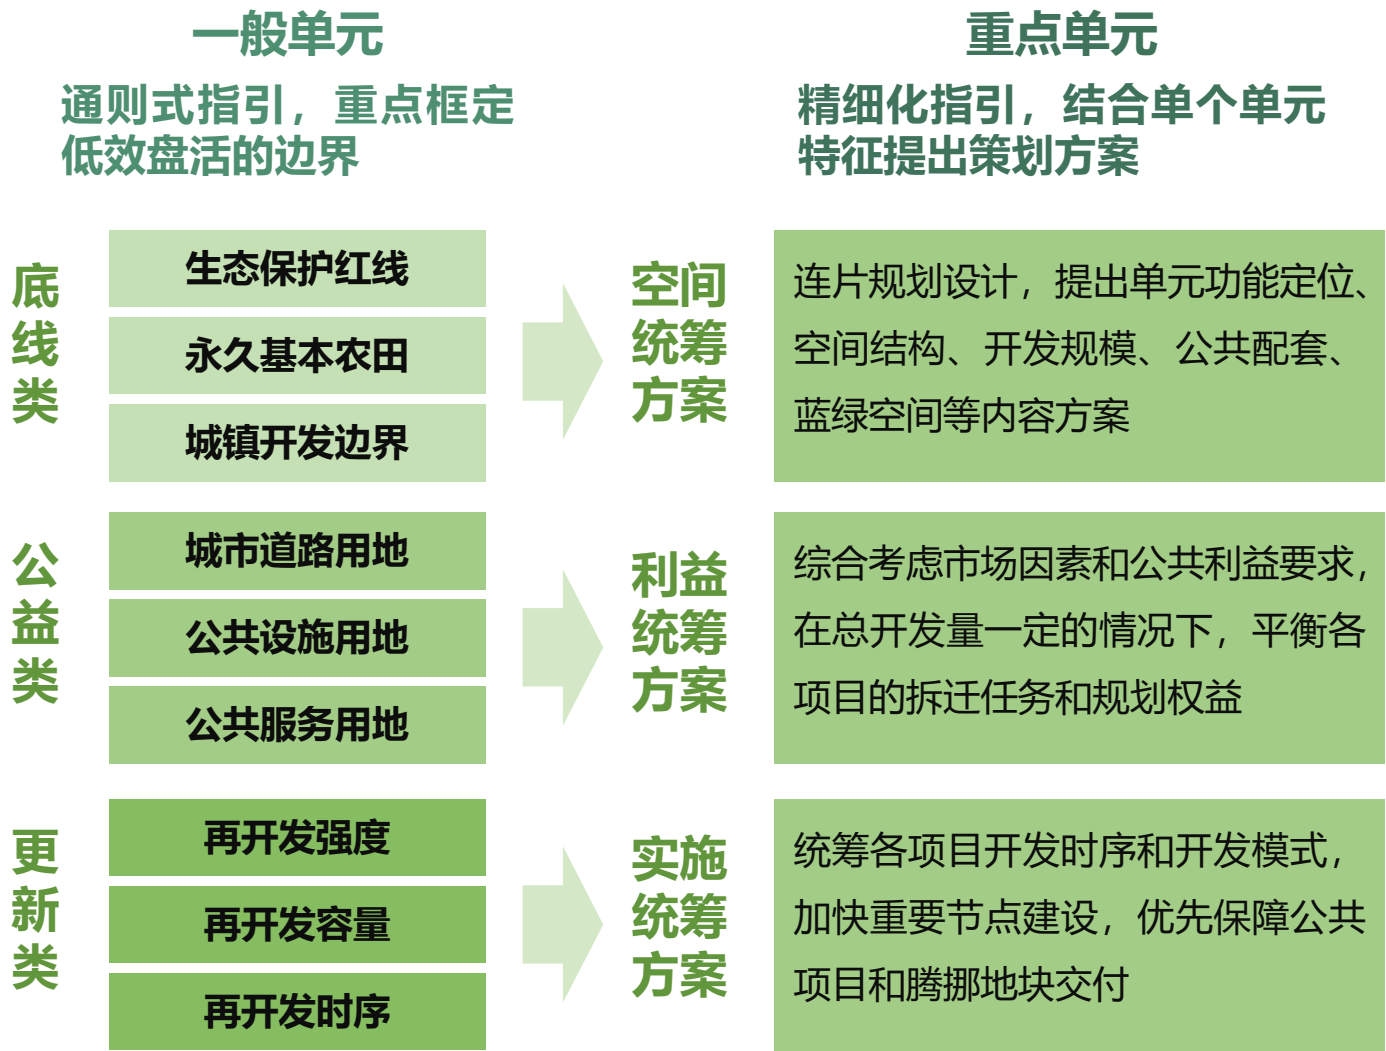 一般单元
通则式指引，重点框定
低效盘活的边界
重点单元
精细化指引，结合单个单元
特征提出策划方案
底线类
生态保护红线
永久基本农田
城镇开发边界
空间
统筹
方案
连片规划设计，提出单元功能定位、
空间结构、开发规模、公共配套、
蓝绿空间等内容方案
公益类
城市道路用地
公共设施用地
公共服务用地
利益
统筹
方案
综合考虑市场因素和公共利益要求，
在总开发量一定的情况下，平衡各
项目的拆迁任务和规划权益
更新类
再开发强度
再开发容量
再开发时序
实施
统筹
方案
统筹各项目开发时序和开发模式，
加快重要节点建设，优先保障公共
项目和腾挪地块交付